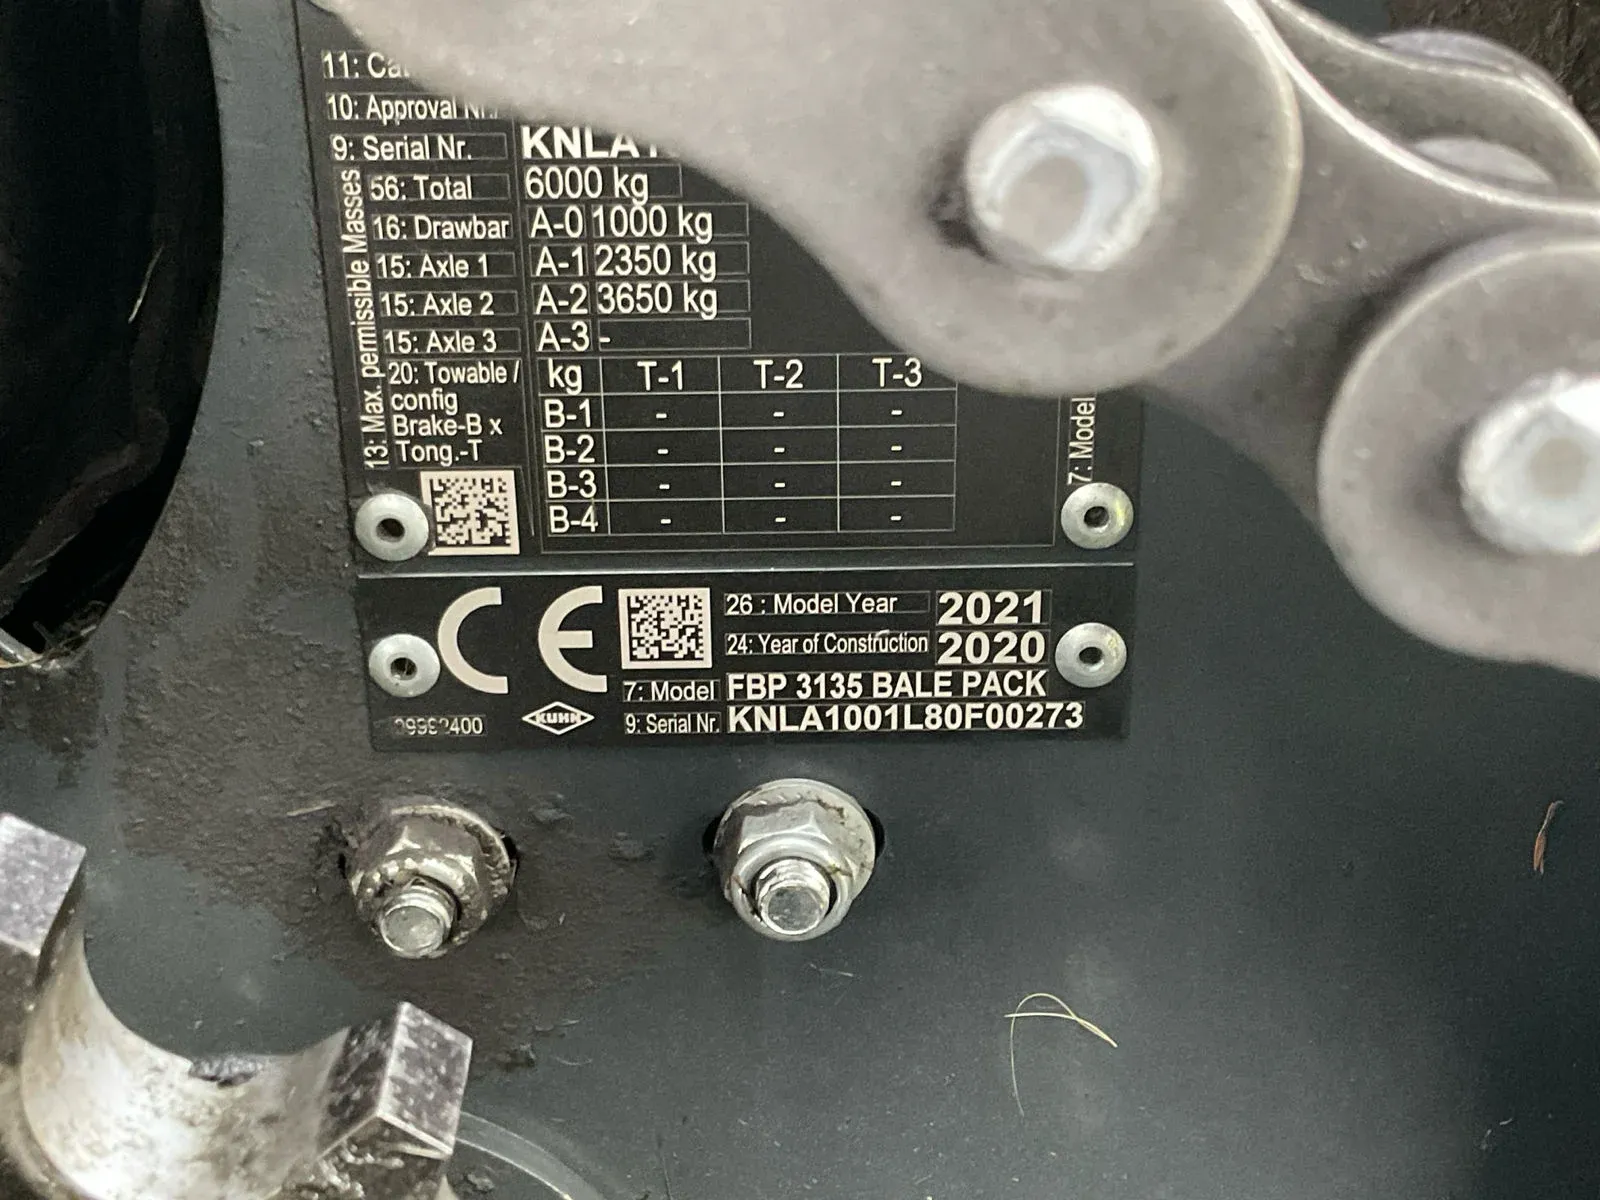 11:
10: Approval
9: Serial Nr. KNLA1
13: Max. permissible Masses
56: Total 6000 kg
16: Drawbar A-0 1000 kg
15: Axle 1 A-1 2350 kg
15: Axle 2 A-2 3650 kg
15: Axle 3 A-3 -
20: Towable / config Brake-B x Tong.-T
kg T-1 T-2 T-3
B-1 - - -
B-2 - - -
B-3 - - -
B-4 - - -
7: Model
CE
26 : Model Year 2021
24: Year of Construction 2020
7: Model FBP 3135 BALE PACK
9: Serial Nr. KNLA1001L80F00273
KUHN